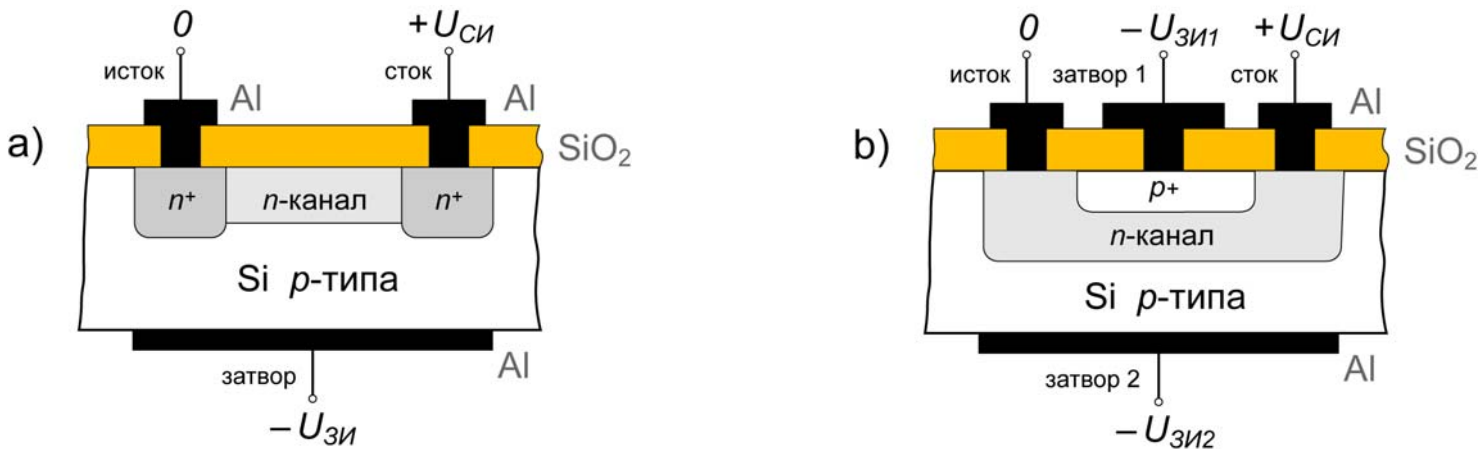 a)
0
+UСИ
исток
сток
Al
Al
SiO₂
n⁺
n-канал
n⁺
Si p-типа
Al
затвор
– UЗИ
b)
0
– UЗИ1
+UСИ
исток
затвор 1
сток
Al
SiO₂
p+
n-канал
Si p-типа
Al
затвор 2
– UЗИ2